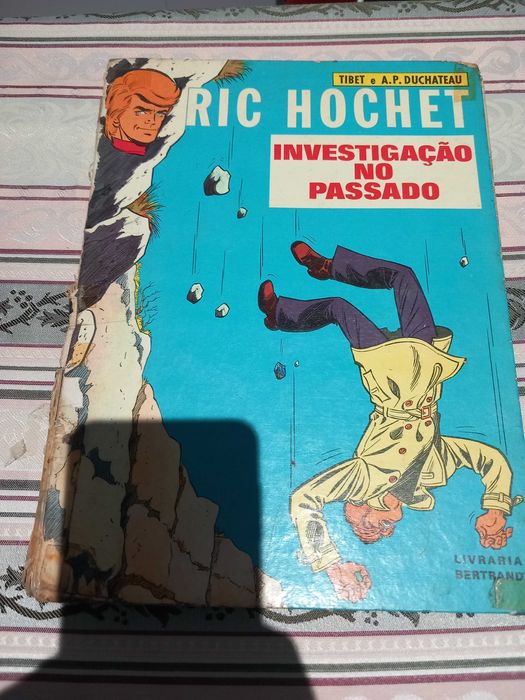 TIBET e A.P. DUCHATEAU
RIC HOCHET
INVESTIGAÇÃO
NO
PASSADO
LIVRARIA
BERTRAND